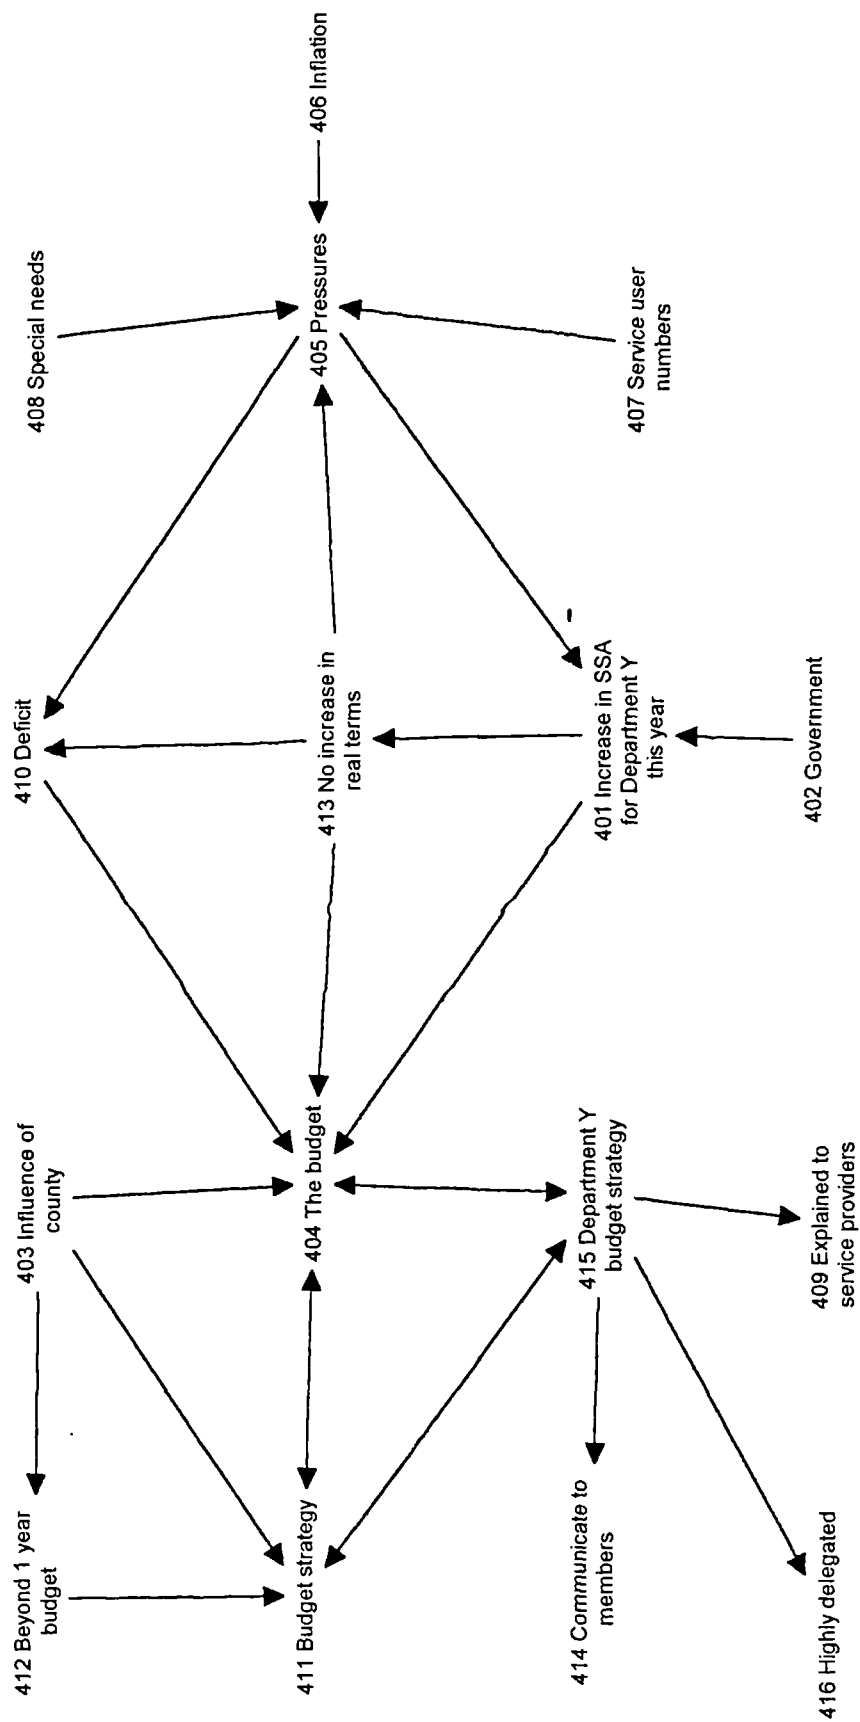 412 Beyond 1 year
budget
403 Influence of
county
410 Deficit
408 Special needs
411 Budget strategy
404 The budget
413 No increase in
real terms
405 Pressures
406 Inflation
414 Communicate to
members
415 Department Y
budget strategy
401 Increase in SSA
for Department Y
this year
-
407 Service user
numbers
416 Highly delegated
409 Explained to
service providers
402 Government